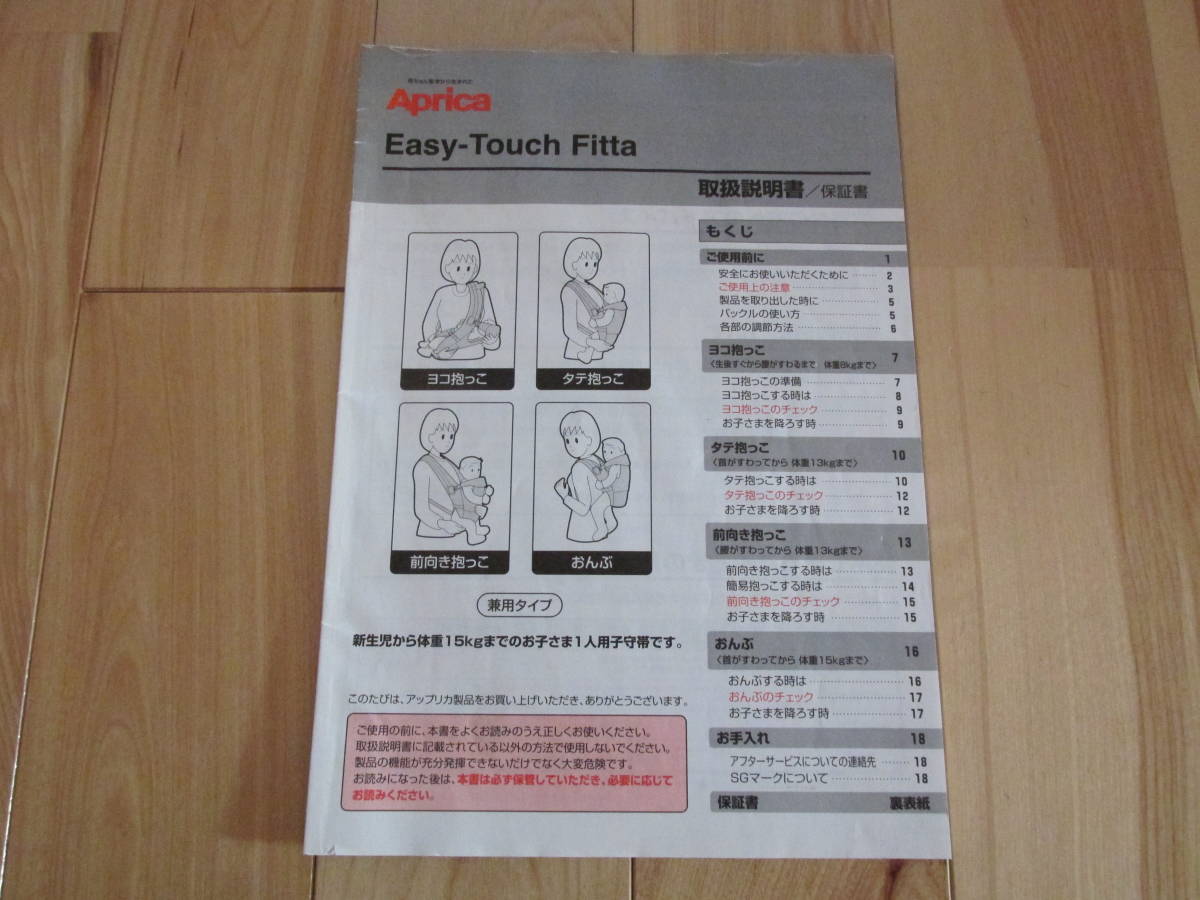 Aprica
Easy-Touch Fitta
取扱説明書/保証書
ヨコ抱っこ
タテ抱っこ
前向き抱っこ
おんぶ
兼用タイプ
新生児から体重15kgまでのお子さま1人用子守帯です。
このたびは、アップリカ製品をお買い上げいただき、ありがとうございます。
ご使用の前に、本書をよくお読みのうえ正しくお使いください。
取扱説明書に記載されている以外の方法で使用しないでください。
製品の機能が充分発揮できないだけでなく大変危険です。
お読みになった後は、本書は必ず保管していただき、必要に応じて
お読みください。
もくじ
ご使用前に 1
安全にお使いいただくために 2
ご使用上の注意 3
製品を取り出した時に 5
バックルの使い方 5
各部の調節方法 6
ヨコ抱っこ 7
〈生後すぐから腰がすわるまで 体重8kgまで〉
ヨコ抱っこの準備 7
ヨコ抱っこする時は 8
ヨコ抱っこのチェック 9
お子さまを降ろす時 9
タテ抱っこ 10
〈首がすわってから 体重13kgまで〉
タテ抱っこする時は 10
タテ抱っこのチェック 12
お子さまを降ろす時 12
前向き抱っこ 13
〈腰がすわってから 体重13kgまで〉
前向き抱っこする時は 13
簡易抱っこする時は 14
前向き抱っこのチェック 15
お子さまを降ろす時 15
おんぶ 16
〈首がすわってから 体重15kgまで〉
おんぶする時は 16
おんぶのチェック 17
お子さまを降ろす時 17
お手入れ 18
アフターサービスについての連絡先 18
SGマークについて 18
保証書 裏表紙